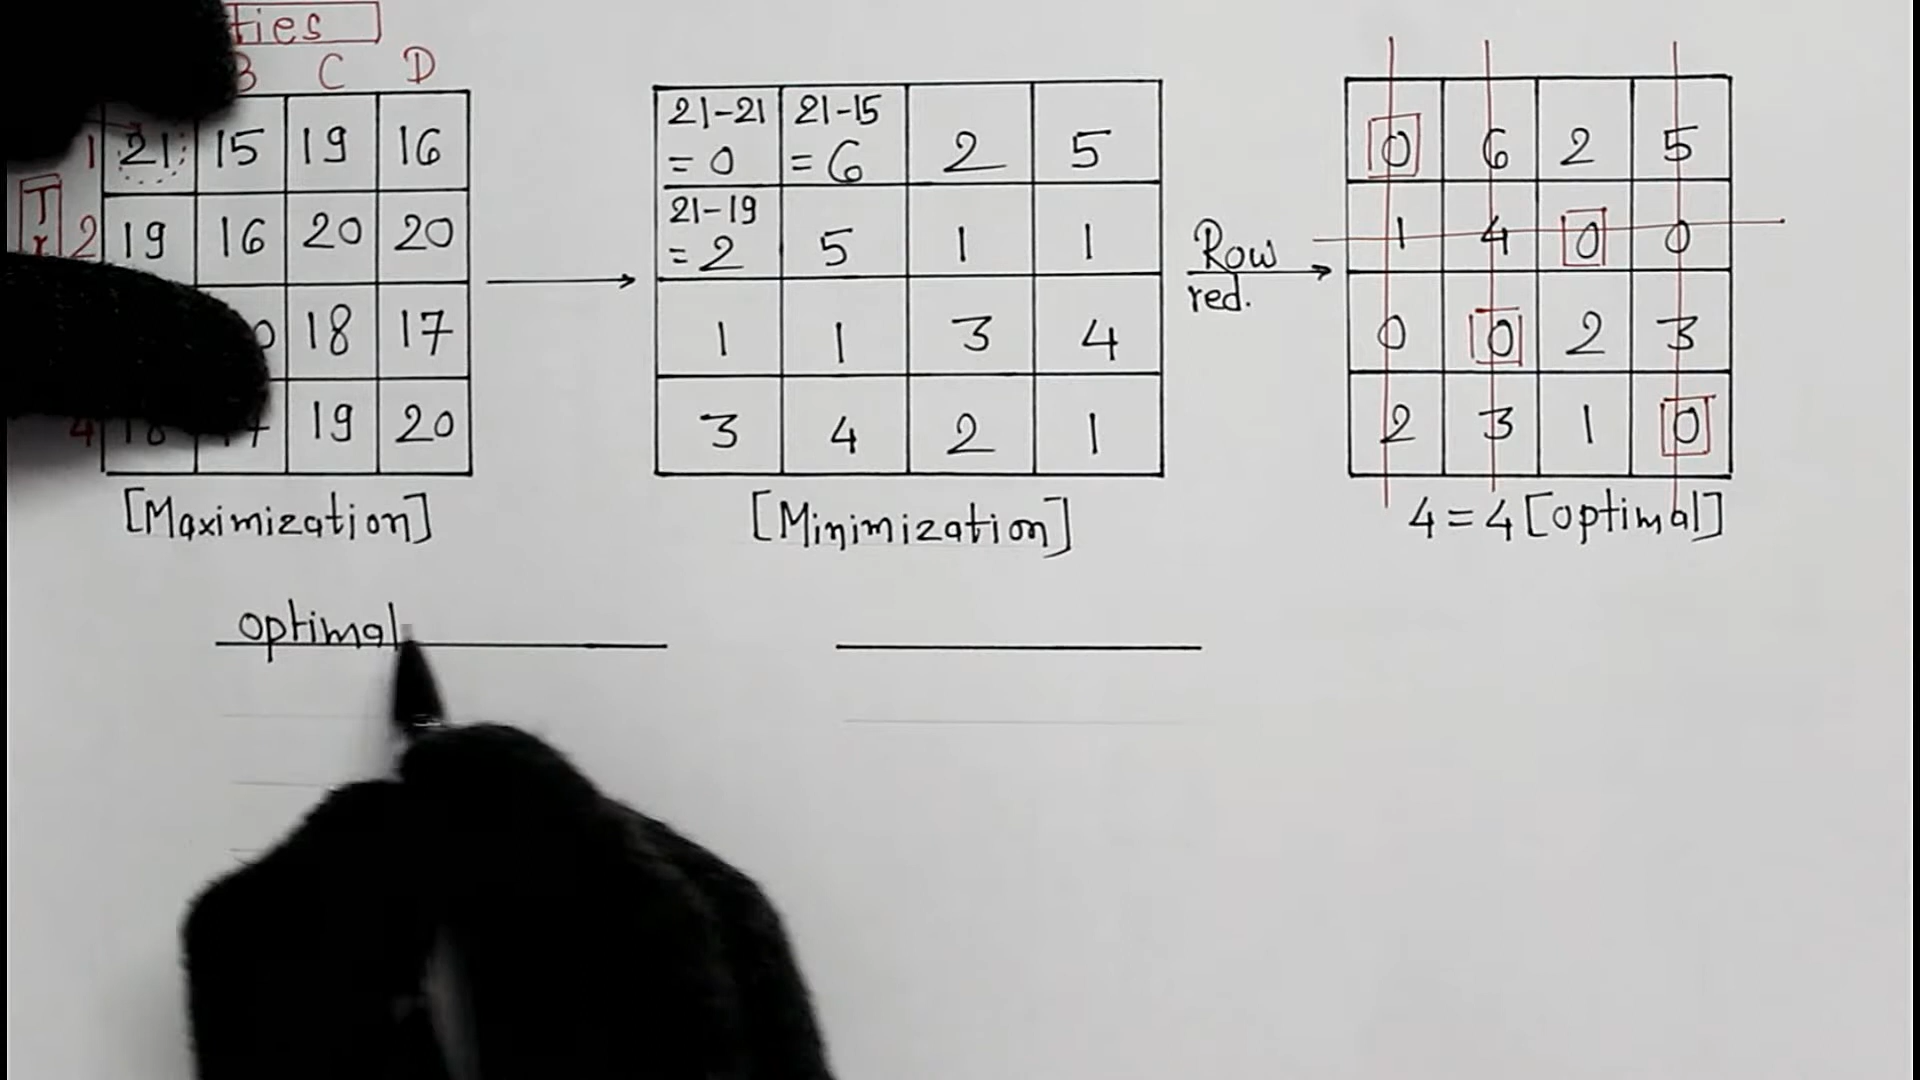 ties
B C D
1 21 15 19 16
2 19 16 20 20
18 17
4 18 19 20
[Maximization]
21-21 =0 21-15 =6 2 5
21-19 =2 5 1 1
1 1 3 4
3 4 2 1
[Minimization]
Row
red.
0 6 2 5
1 4 0 0
0 0 2 3
2 3 1 0
4=4 [optimal]
optimal